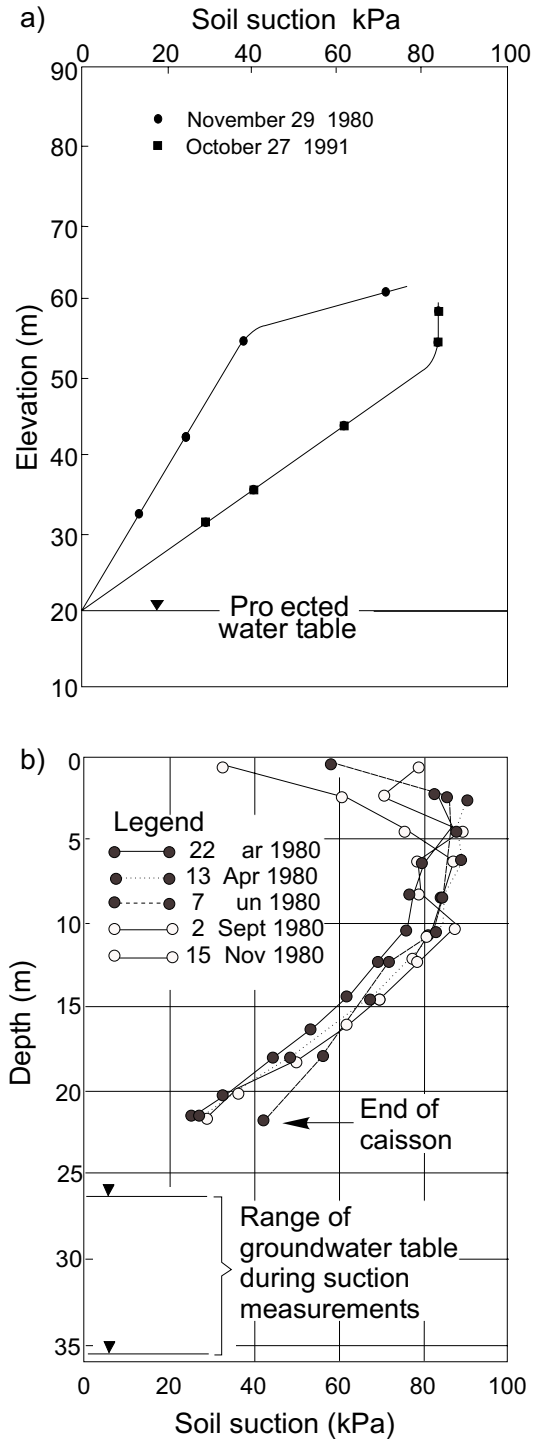 a)
Soil suction kPa
0 20 40 60 80 100
90
80
70
60
50
40
30
20
10
Elevation (m)
November 29 1980
October 27 1991
Pro ected
water table
b)
0
5
10
15
20
25
30
35
Depth (m)
Legend
22 ar 1980
13 Apr 1980
7 un 1980
2 Sept 1980
15 Nov 1980
End of
caisson
Range of
groundwater table
during suction
measurements
0 20 40 60 80 100
Soil suction (kPa)